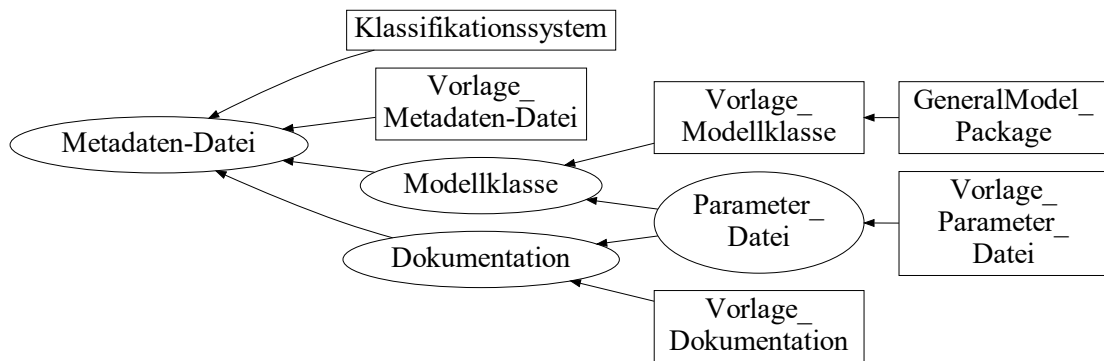 Klassifikationssystem
Vorlage_
Metadaten-Datei
Metadaten-Datei
Vorlage_
Modellklasse
GeneralModel_
Package
Modellklasse
Parameter_
Datei
Vorlage_
Parameter_
Datei
Dokumentation
Vorlage_
Dokumentation